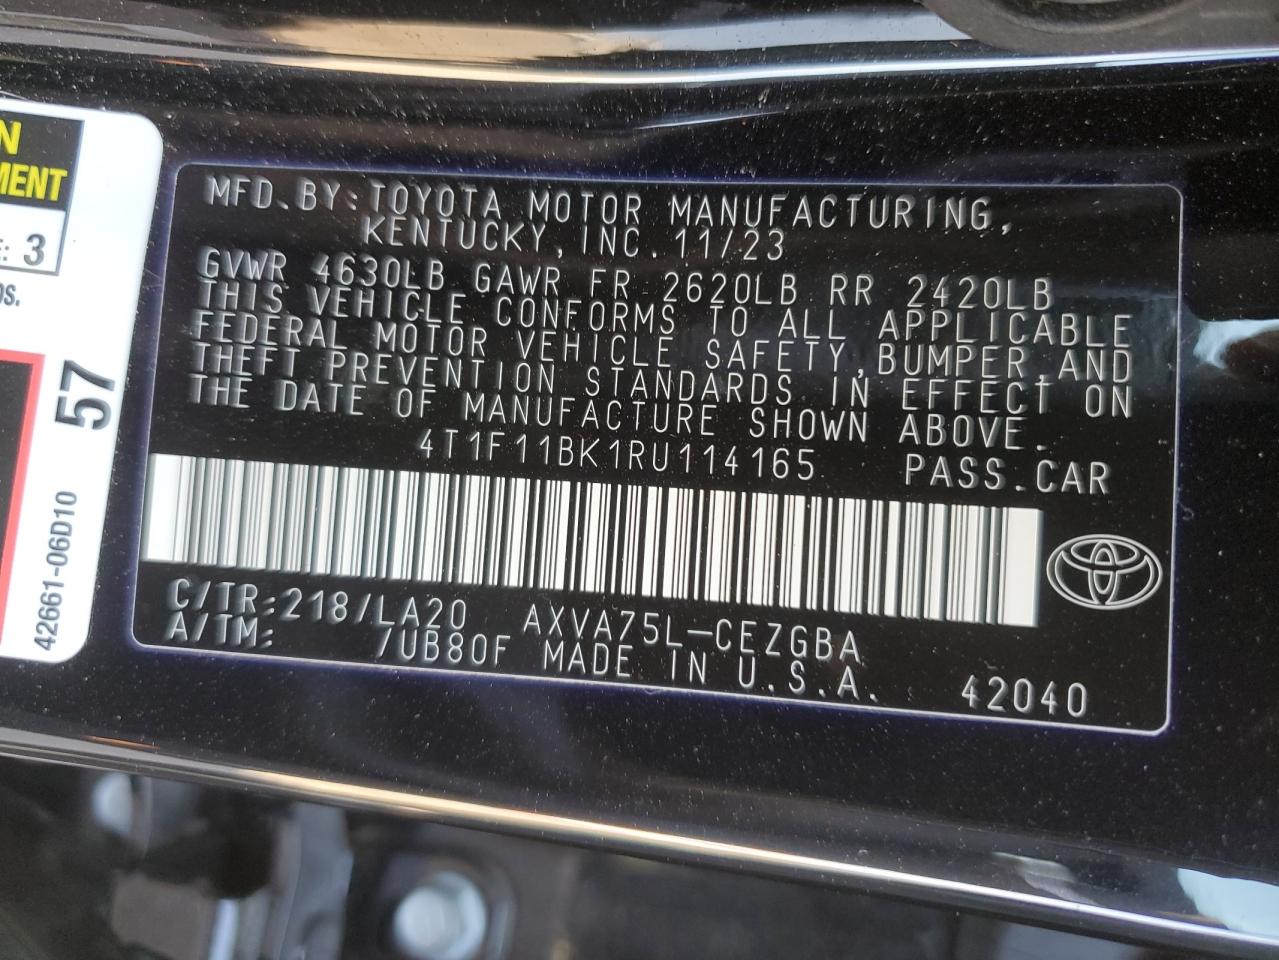 N
MENT
E: 3
OS.
57
42661-06D10
MFD.BY:TOYOTA MOTOR MANUFACTURING,
KENTUCKY,INC.11/23
GVWR 4630LB GAWR FR 2620LB RR 2420LB
THIS VEHICLE CONFORMS TO ALL APPLICABLE
FEDERAL MOTOR VEHICLE SAFETY,BUMPER,AND
THEFT PREVENTION STANDARDS IN EFFECT ON
THE DATE OF MANUFACTURE SHOWN ABOVE.
4T1F11BK1RU114165 PASS.CAR
C/TR:218/LA20 AXVA75L-CEZGBA
A/TM: /UB80F MADE IN U.S.A. 42040